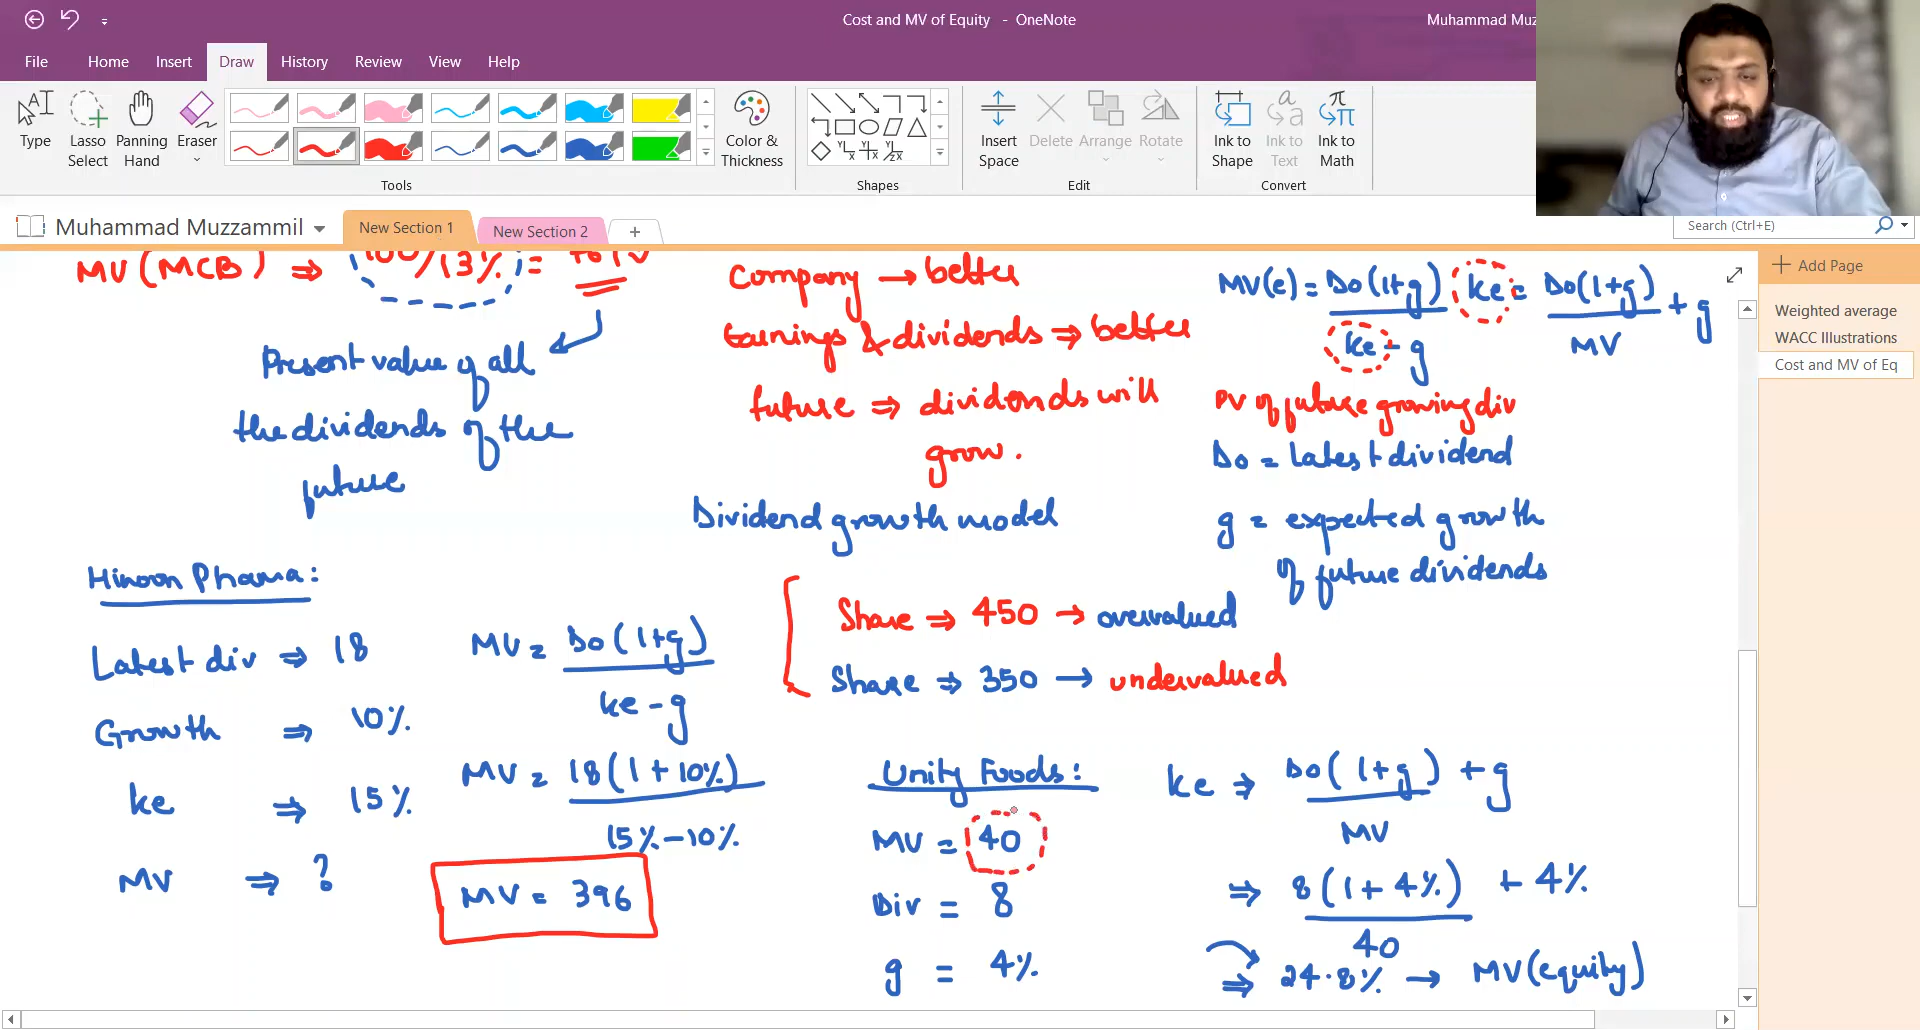 Cost and MV of Equity - OneNote
Muhammad Muz
File Home Insert Draw History Review View Help
Type
Lasso Select
Panning Hand
Eraser
Color & Thickness
Insert Space
Delete
Arrange
Rotate
Ink to Shape
Ink to Text
Ink to Math
Tools
Shapes
Edit
Convert
Muhammad Muzzammil
New Section 1
New Section 2
Search (Ctrl+E)
Add Page
Weighted average
WACC Illustrations
Cost and MV of Eq
MV (MCB) ⇒ 100/13% =
Present value of all
the dividends of the
future
Company → better
Earnings & dividends ⇒ better
future ⇒ dividends will
grow.
Dividend growth model
MV(e) = Do(1+g)
ke - g
ke = Do(1+g) + g
MV
PV of future growing div
Do = Latest dividend
g = expected growth
of future dividends
Hinoon Pharma:
Latest div ⇒ 18
Growth ⇒ 10%
ke ⇒ 15%
MV ⇒ ?
MV = Do(1+g)
ke - g
MV = 18(1+10%)
15% - 10%
MV = 396
Share ⇒ 450 → overvalued
Share ⇒ 350 → undervalued
Unity Foods:
MV = 40
Div = 8
g = 4%
ke ⇒ Do(1+g) + g
MV
⇒ 8(1+4%) + 4%
40
⇒ 24.8% → MV(equity)